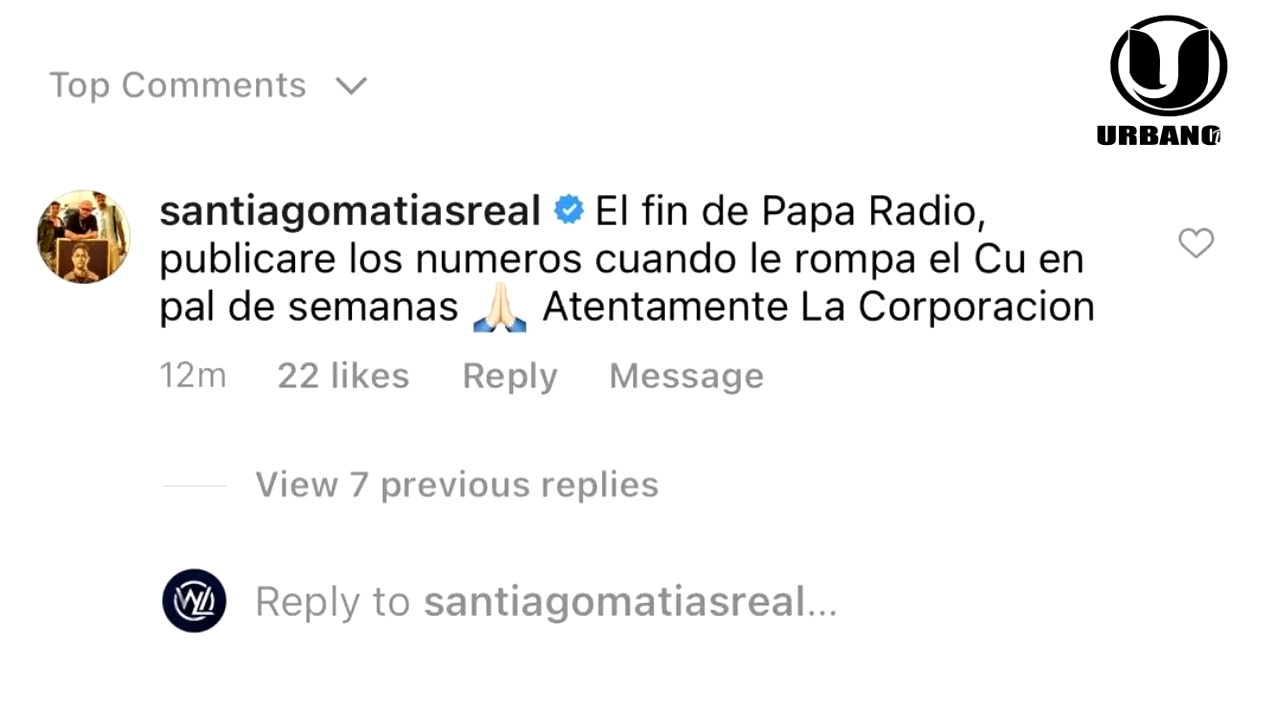 Top Comments
URBANO
santiagomatiasreal El fin de Papa Radio,
publicare los numeros cuando le rompa el Cu en
pal de semanas 🙏🏻 Atentamente La Corporacion
12m 22 likes Reply Message
View 7 previous replies
Reply to santiagomatiasreal...